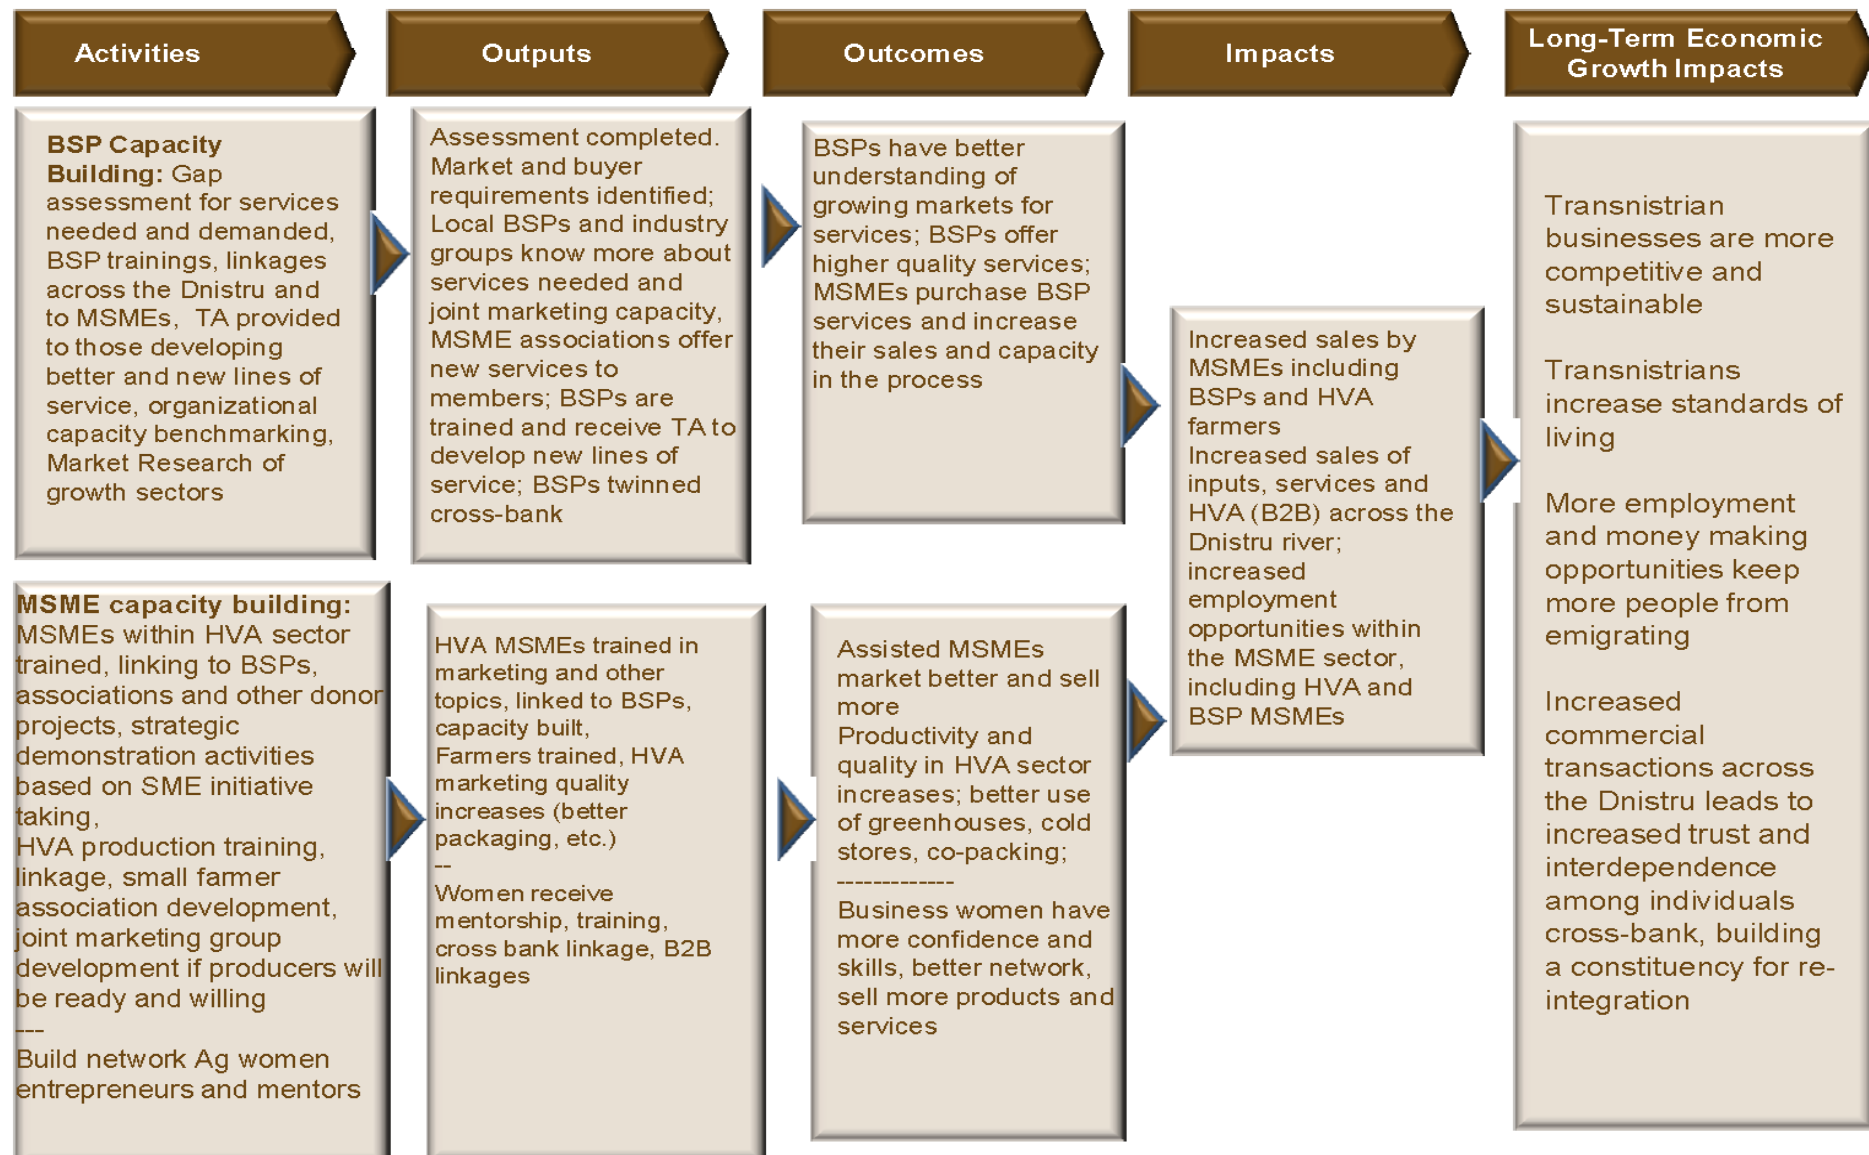 Activities
Outputs
Outcomes
Impacts
Long-Term Economic
Growth Impacts
BSP Capacity
Building: Gap
assessment for services
needed and demanded,
BSP trainings, linkages
across the Dnistru and
to MSMEs,  TA provided
to those developing
better and new lines of
service, organizational
capacity benchmarking,
Market Research of
growth sectors
Assessment completed.
Market and buyer
requirements identified;
Local BSPs and industry
groups know more about
services needed and
joint marketing capacity,
MSME associations offer
new services to
members; BSPs are
trained and receive TA to
develop new lines of
service; BSPs twinned
cross-bank
BSPs have better
understanding of
growing markets for
services; BSPs offer
higher quality services;
MSMEs purchase BSP
services and increase
their sales and capacity
in the process
MSME capacity building:
MSMEs within HVA sector
trained, linking to BSPs,
associations and other donor
projects, strategic
demonstration activities
based on SME initiative
taking,
HVA production training,
linkage, small farmer
association development,
joint marketing group
development if producers will
be ready and willing
---
Build network Ag women
entrepreneurs and mentors
HVA MSMEs trained in
marketing and other
topics, linked to BSPs,
capacity built,
Farmers trained, HVA
marketing quality
increases (better
packaging, etc.)
--
Women receive
mentorship, training,
cross bank linkage, B2B
linkages
Assisted MSMEs
market better and sell
more
Productivity and
quality in HVA sector
increases; better use
of greenhouses, cold
stores, co-packing;
-------------
Business women have
more confidence and
skills, better network,
sell more products and
services
Increased sales by
MSMEs including
BSPs and HVA
farmers
Increased sales of
inputs, services and
HVA (B2B) across the
Dnistru river;
increased
employment
opportunities within
the MSME sector,
including HVA and
BSP MSMEs
Transnistrian
businesses are more
competitive and
sustainable
Transnistrians
increase standards of
living
More employment
and money making
opportunities keep
more people from
emigrating
Increased
commercial
transactions across
the Dnistru leads to
increased trust and
interdependence
among individuals
cross-bank, building
a constituency for re-
integration